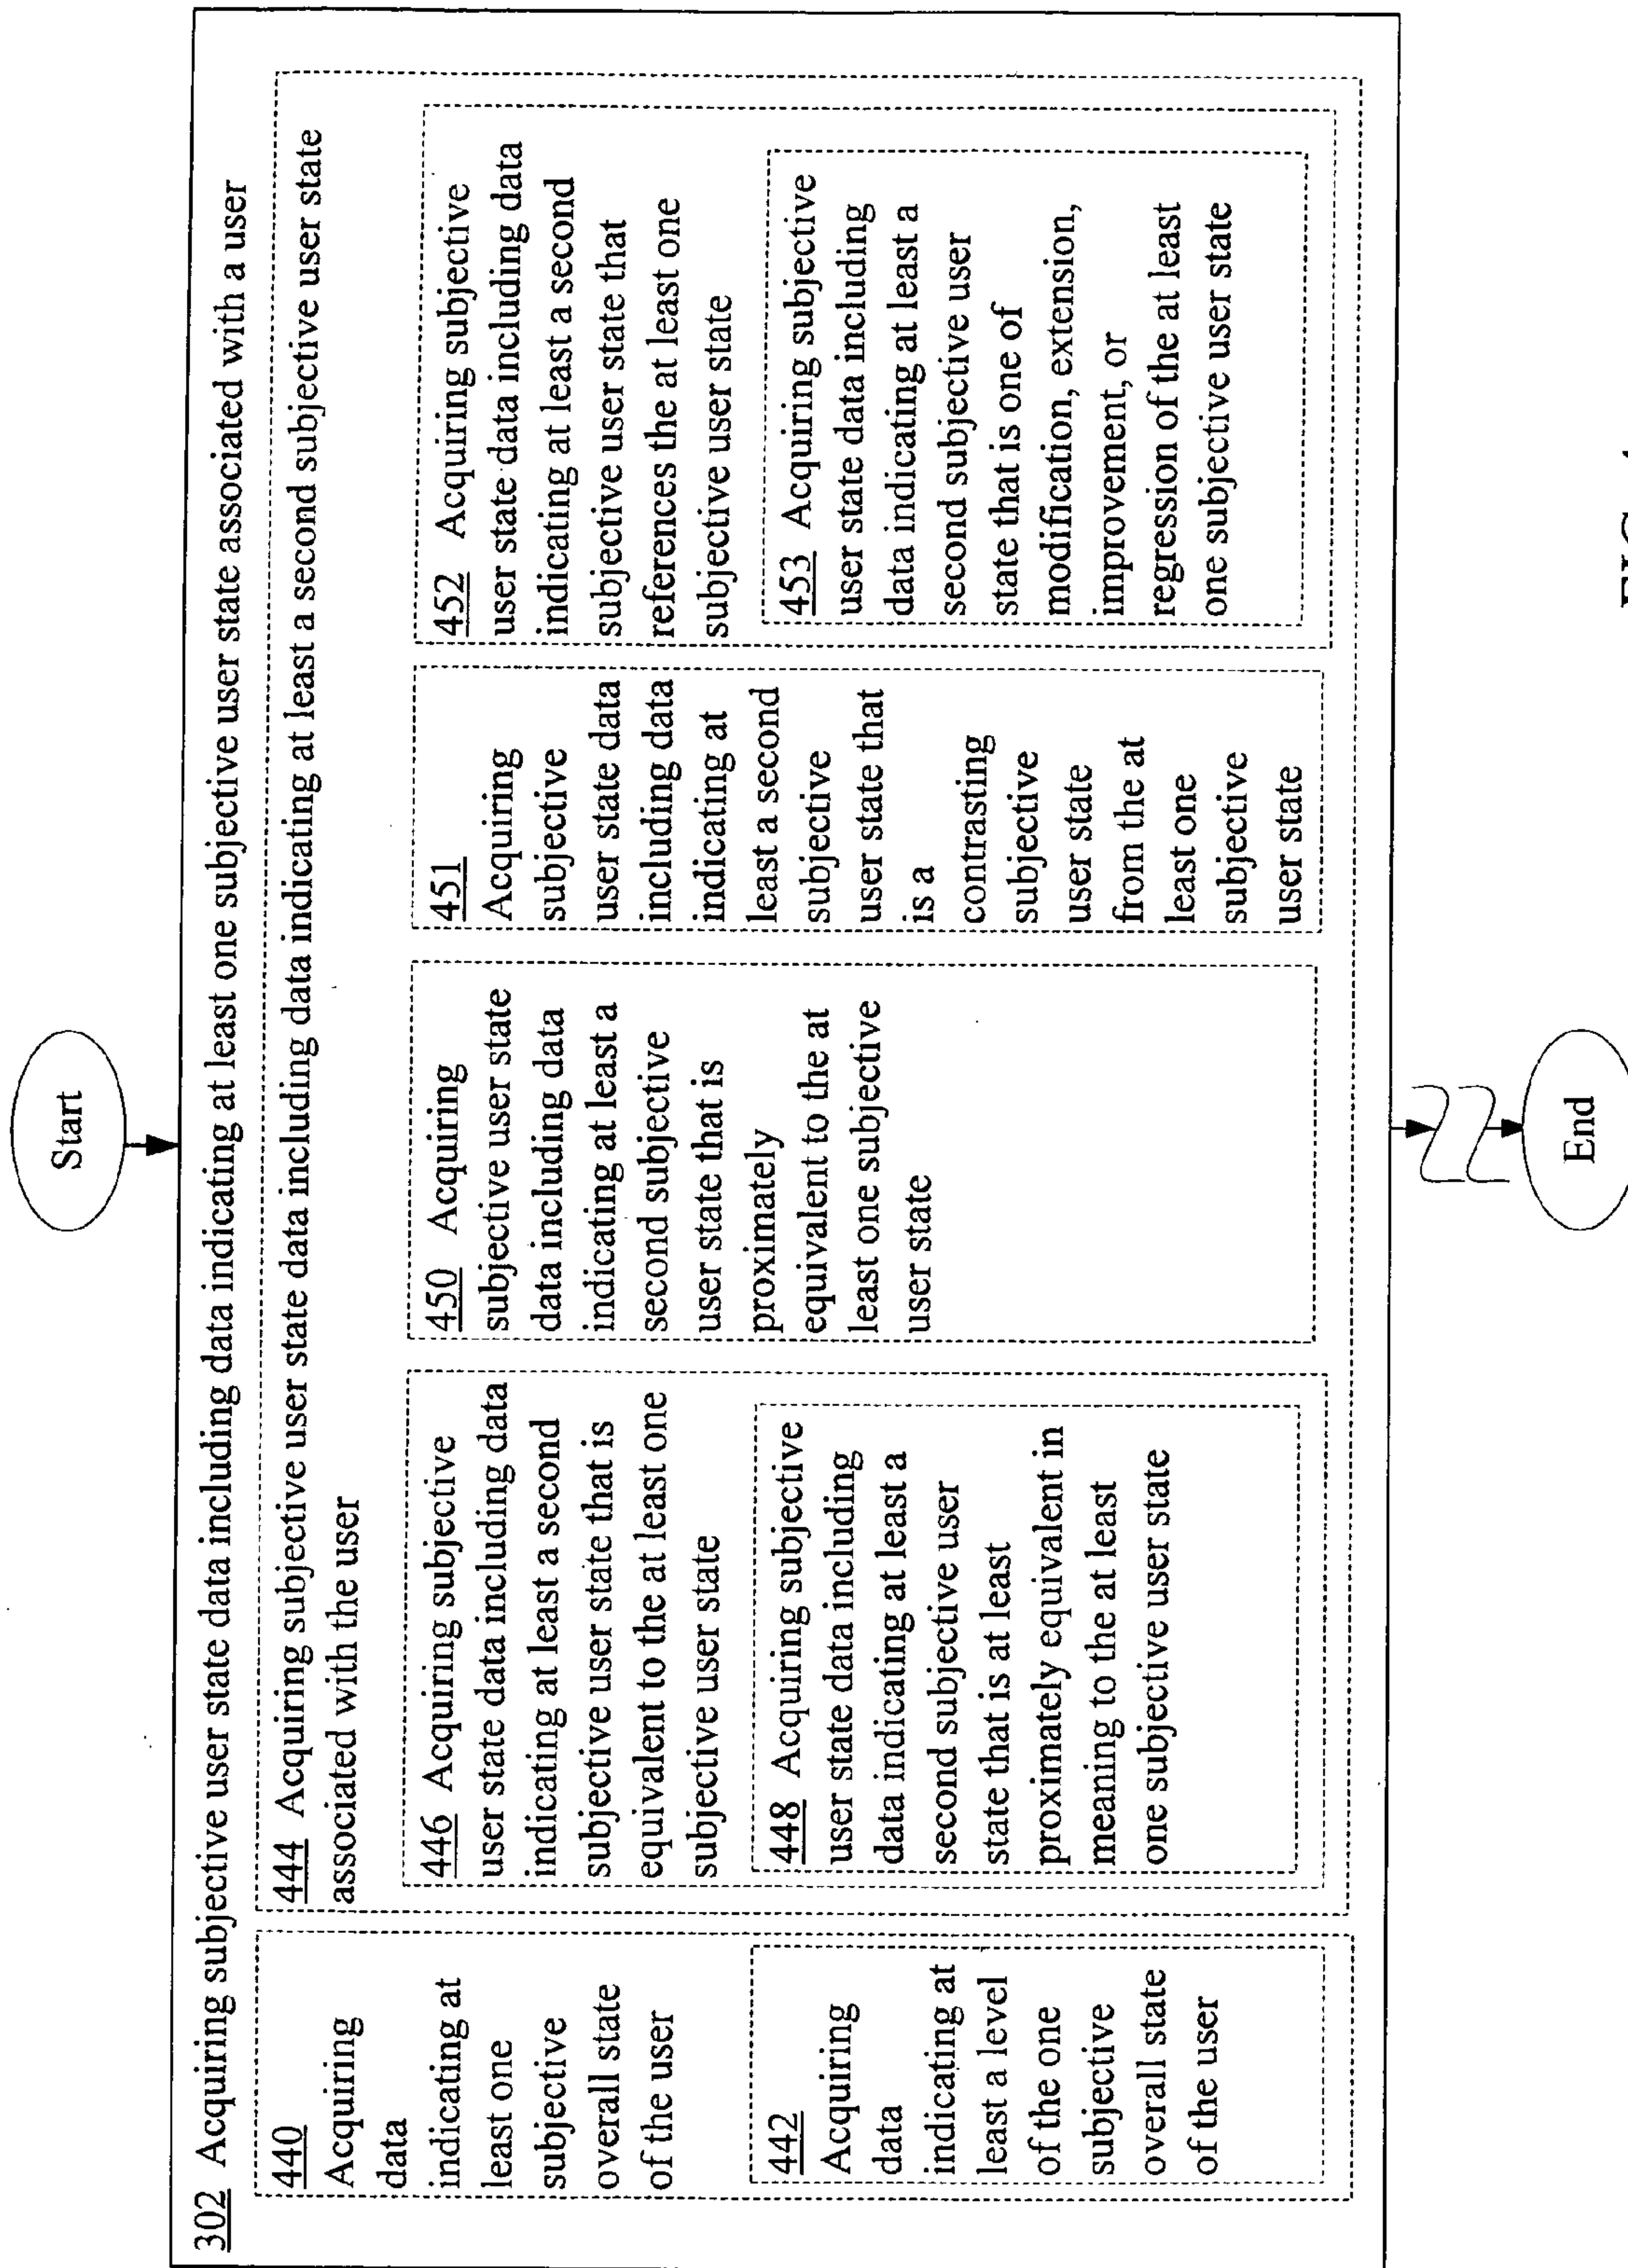 Start
302 Acquiring subjective user state data including data indicating at least one subjective user state associated with a user
440
Acquiring
data
indicating at
least one
subjective
overall state
of the user
442
Acquiring
data
indicating at
least a level
of the one
subjective
overall state
of the user
444 Acquiring subjective user state data including data indicating at least a second subjective user state
associated with the user
446 Acquiring subjective
user state data including data
indicating at least a second
subjective user state that is
equivalent to the at least one
subjective user state
448 Acquiring subjective
user state data including
data indicating at least a
second subjective user
state that is at least
proximately equivalent in
meaning to the at least
one subjective user state
450 Acquiring
subjective user state
data including data
indicating at least a
second subjective
user state that is
proximately
equivalent to the at
least one subjective
user state
451
Acquiring
subjective
user state data
including data
indicating at
least a second
subjective
user state that
is a
contrasting
subjective
user state
from the at
least one
subjective
user state
452 Acquiring subjective
user state data including data
indicating at least a second
subjective user state that
references the at least one
subjective user state
453 Acquiring subjective
user state data including
data indicating at least a
second subjective user
state that is one of
modification, extension,
improvement, or
regression of the at least
one subjective user state
End